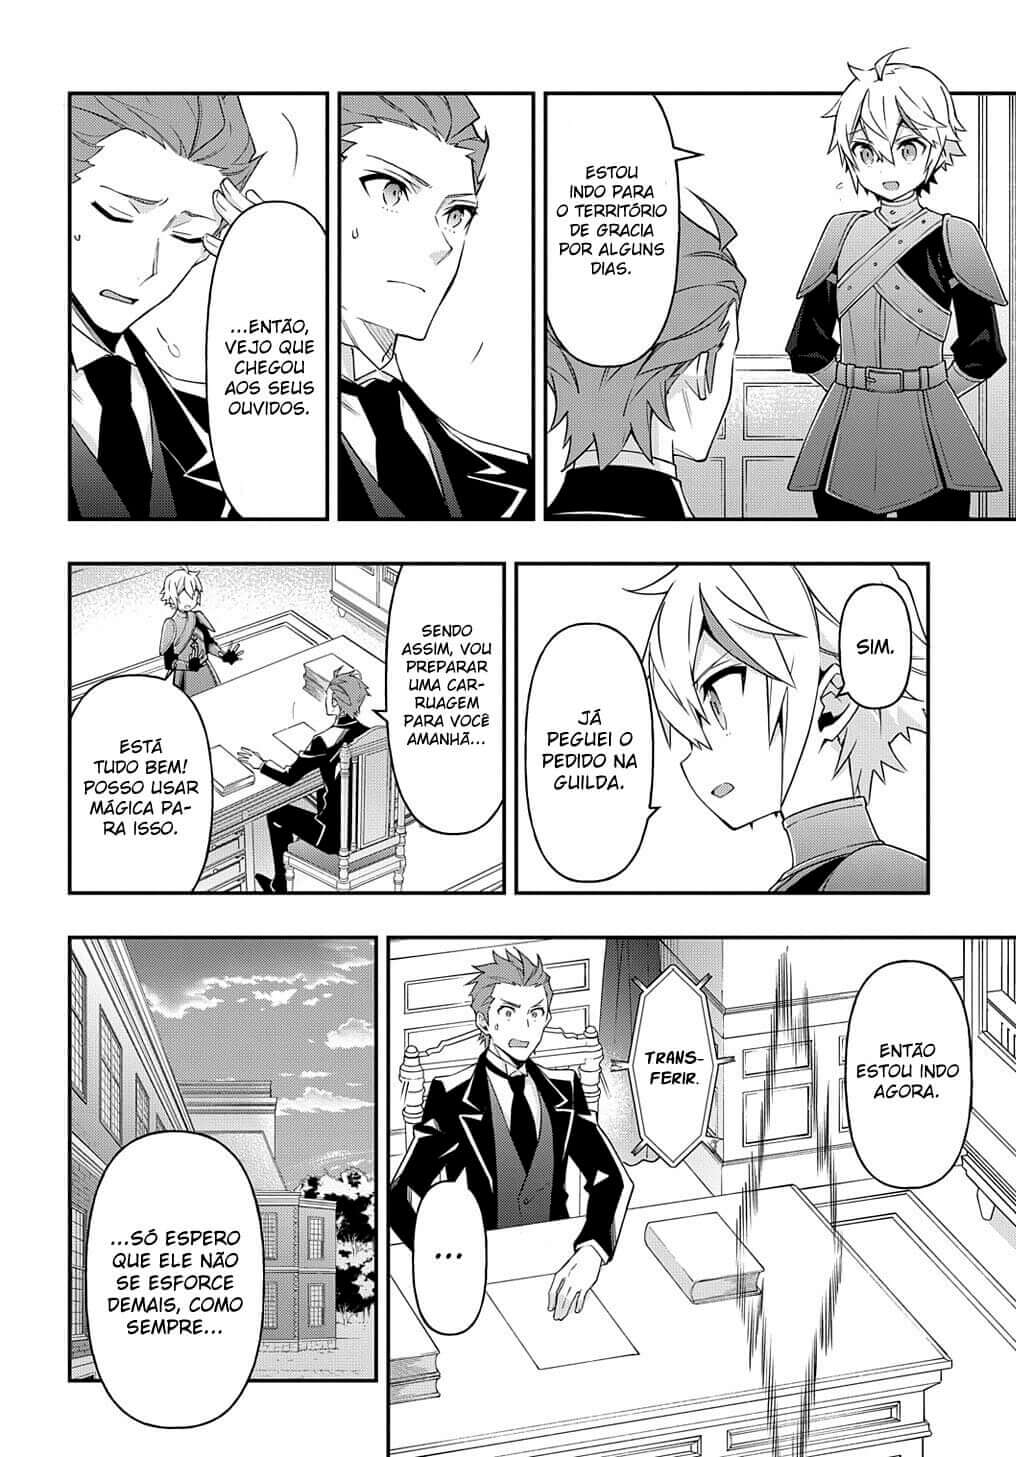 ESTOU
INDO PARA
O TERRITÓRIO
DE GRACIA
POR ALGUNS
DIAS.
...ENTÃO,
VEJO QUE
CHEGOU
AOS SEUS
OUVIDOS.
SIM.
JÁ
PEGUEI O
PEDIDO NA
GUILDA.
SENDO
ASSIM, VOU
PREPARAR
UMA CAR-
RUAGEM
PARA VOCÊ
AMANHÃ...
ESTÁ
TUDO BEM!
POSSO USAR
MÁGICA PA-
RA ISSO.
ENTÃO
ESTOU INDO
AGORA.
TRANS-
FERIR.
...
...SÓ ESPERO
QUE ELE NÃO
SE ESFORCE
DEMAIS, COMO
SEMPRE...